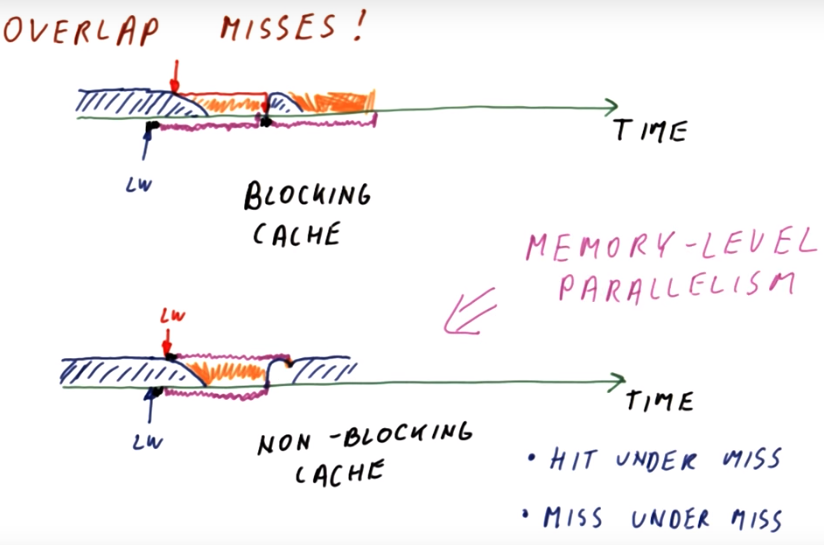 OVERLAP MISSES!
TIME
LW
BLOCKING
CACHE
MEMORY-LEVEL
PARALLELISM
LW
TIME
LW
NON-BLOCKING
CACHE
• HIT UNDER MISS
• MISS UNDER MISS